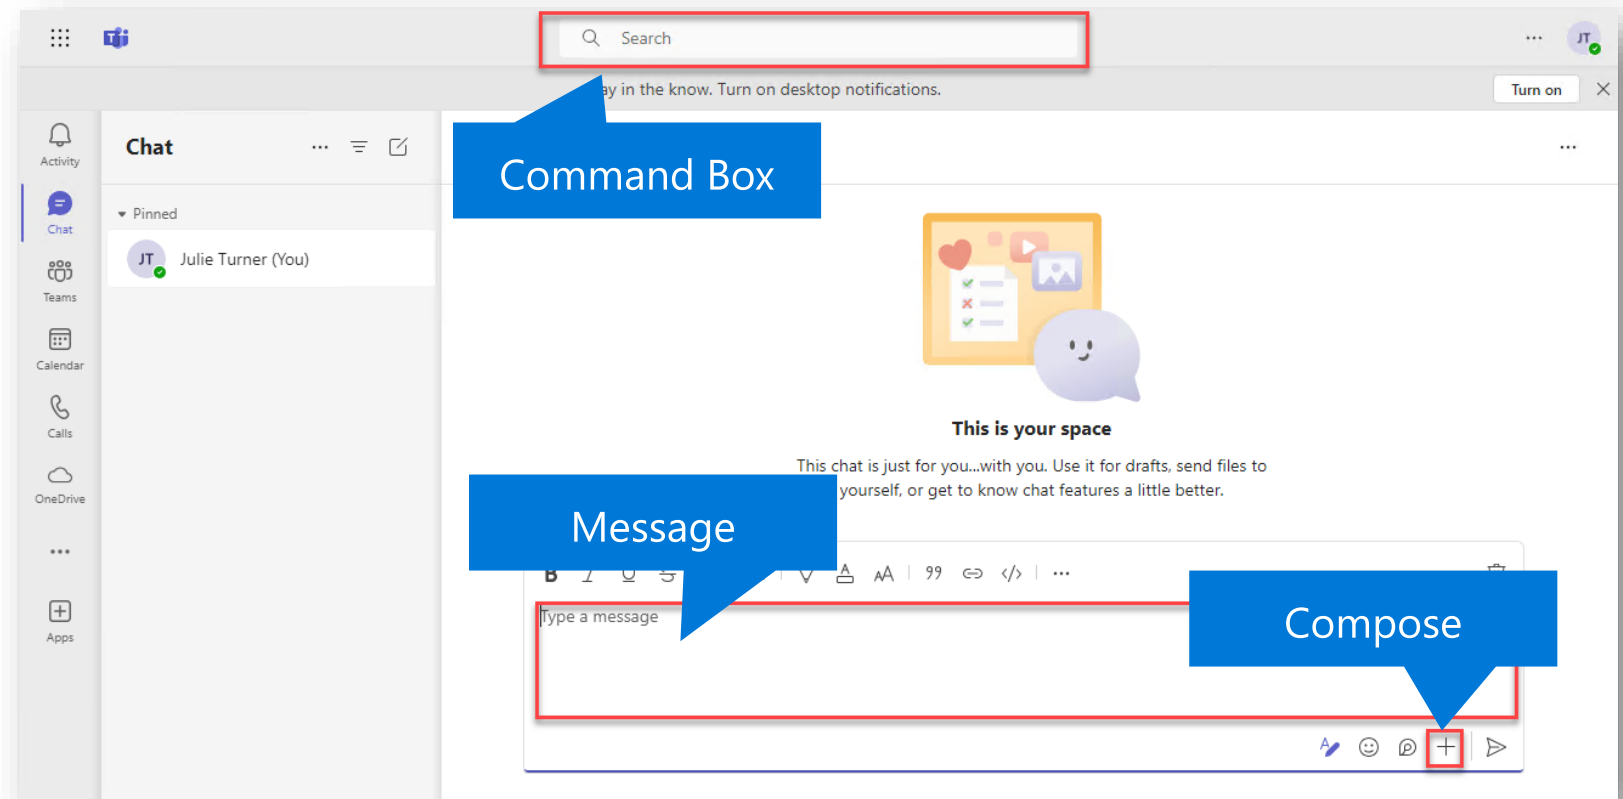 Search
JT
ay in the know. Turn on desktop notifications.
Turn on
Command Box
Activity
Chat
Teams
Calendar
Calls
OneDrive
Apps
Chat
Pinned
JT
Julie Turner (You)
This is your space
This chat is just for you...with you. Use it for drafts, send files to
yourself, or get to know chat features a little better.
Message
B I U S A AA 99 </>
Type a message
Compose